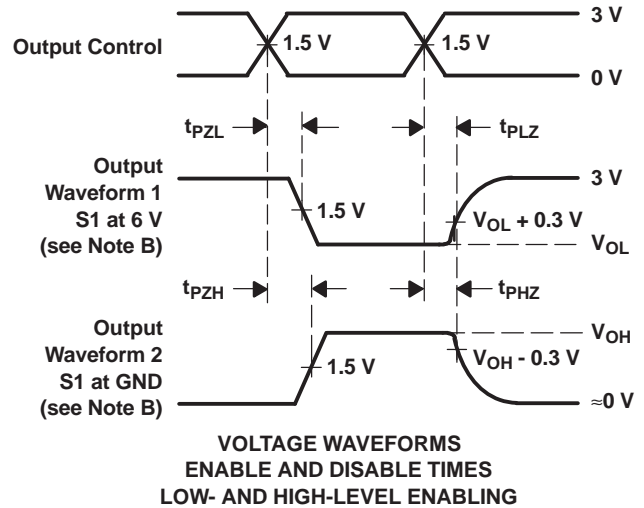 3 V
Output Control
1.5 V
1.5 V
0 V
tPZL
tPLZ
Output
Waveform 1
S1 at 6 V
(see Note B)
3 V
1.5 V
VOL + 0.3 V
VOL
tPZH
tPHZ
Output
Waveform 2
S1 at GND
(see Note B)
VOH
1.5 V
VOH - 0.3 V
≈0 V
VOLTAGE WAVEFORMS
ENABLE AND DISABLE TIMES
LOW- AND HIGH-LEVEL ENABLING